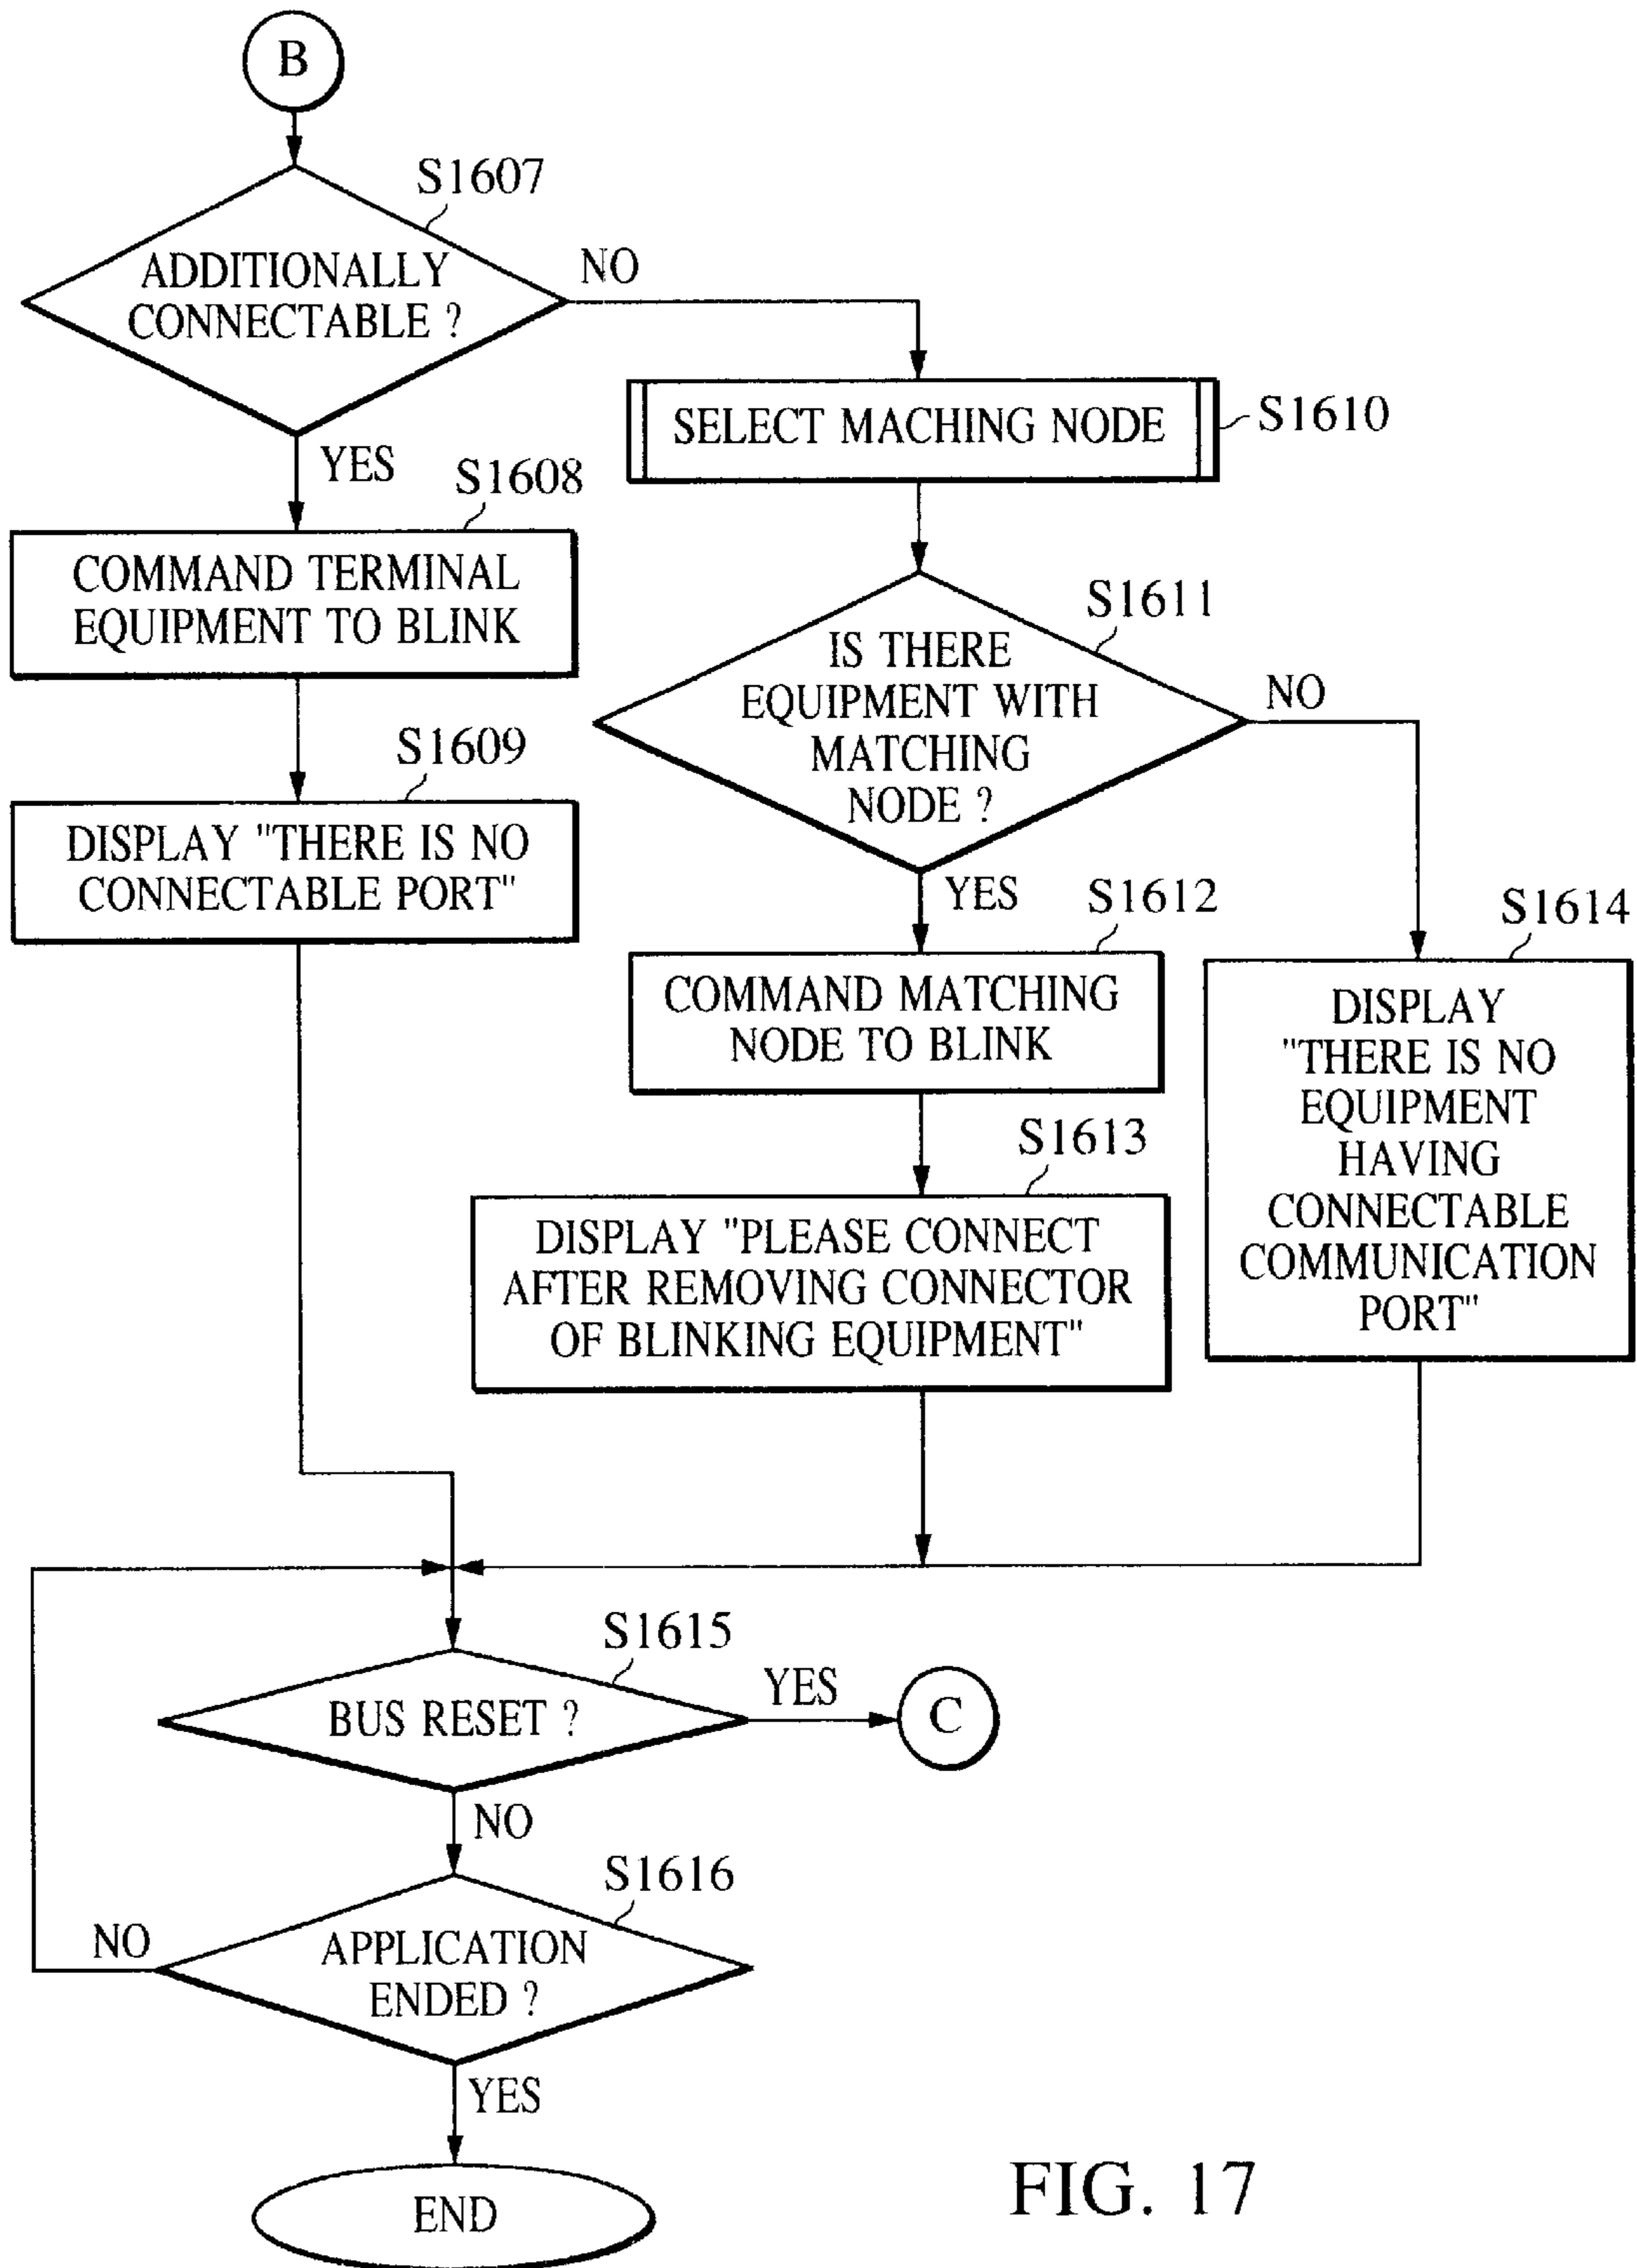 B
S1607
ADDITIONALLY
CONNECTABLE ?
NO
YES
S1608
COMMAND TERMINAL
EQUIPMENT TO BLINK
S1609
DISPLAY "THERE IS NO
CONNECTABLE PORT"
SELECT MACHING NODE
S1610
S1611
IS THERE
EQUIPMENT WITH
MATCHING
NODE ?
NO
YES
S1612
COMMAND MATCHING
NODE TO BLINK
S1613
DISPLAY "PLEASE CONNECT
AFTER REMOVING CONNECTOR
OF BLINKING EQUIPMENT"
S1614
DISPLAY
"THERE IS NO
EQUIPMENT
HAVING
CONNECTABLE
COMMUNICATION
PORT"
S1615
BUS RESET ?
YES
C
NO
S1616
APPLICATION
ENDED ?
NO
YES
END
FIG. 17